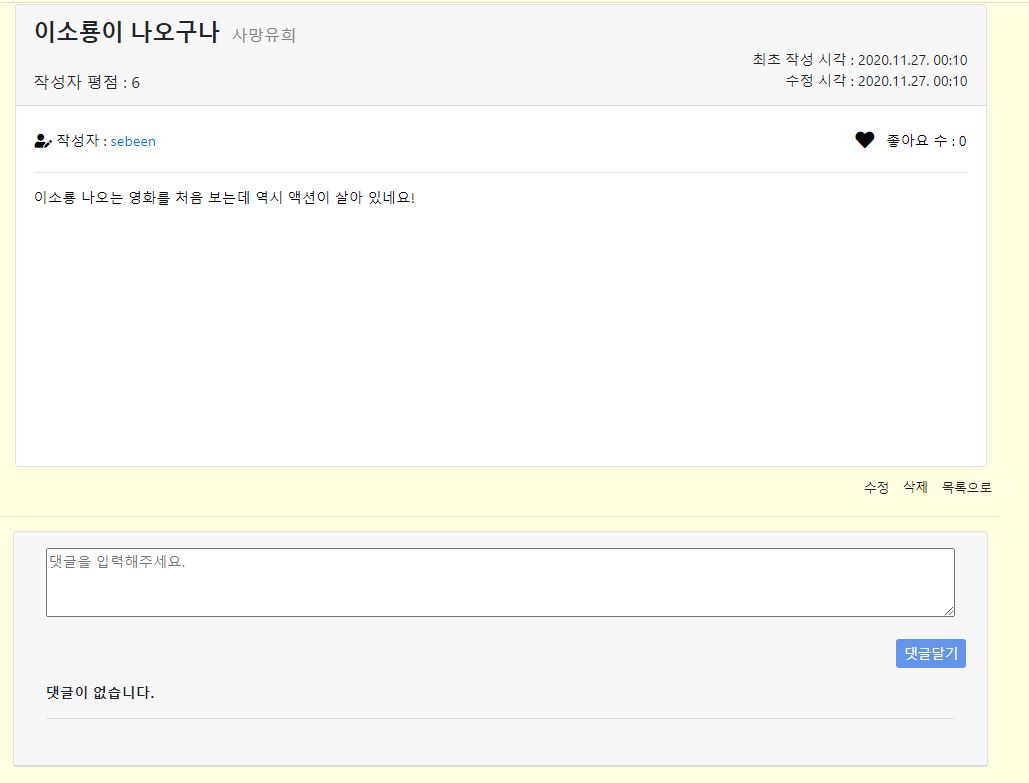 이소룡이 나오구나 사망유희
최초 작성 시각 : 2020.11.27. 00:10
작성자 평점 : 6
수정 시각 : 2020.11.27. 00:10
작성자 : sebeen
좋아요 수 : 0
이소룡 나오는 영화를 처음 보는데 역시 액션이 살아 있네요!
수정 삭제 목록으로
댓글을 입력해주세요.
댓글달기
댓글이 없습니다.